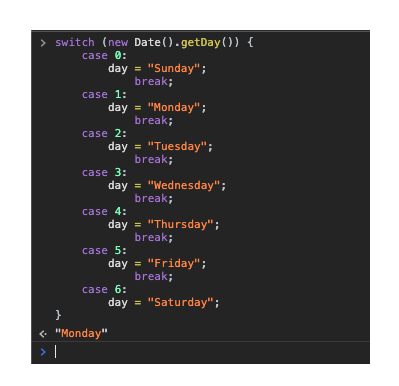 switch (new Date().getDay()) {
    case 0:
        day = "Sunday";
            break;
    case 1:
        day = "Monday";
            break;
    case 2:
        day = "Tuesday";
            break;
    case 3:
        day = "Wednesday";
            break;
    case 4:
        day = "Thursday";
            break;
    case 5:
        day = "Friday";
            break;
    case 6:
        day = "Saturday";
}
"Monday"